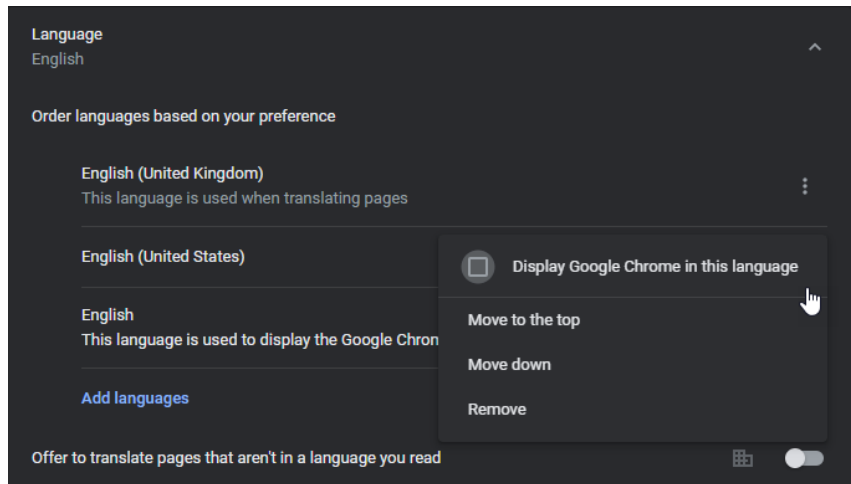 Language
English
Order languages based on your preference
English (United Kingdom)
This language is used when translating pages
English (United States)
Display Google Chrome in this language
English
This language is used to display the Google Chron
Move to the top
Move down
Add languages
Remove
Offer to translate pages that aren't in a language you read